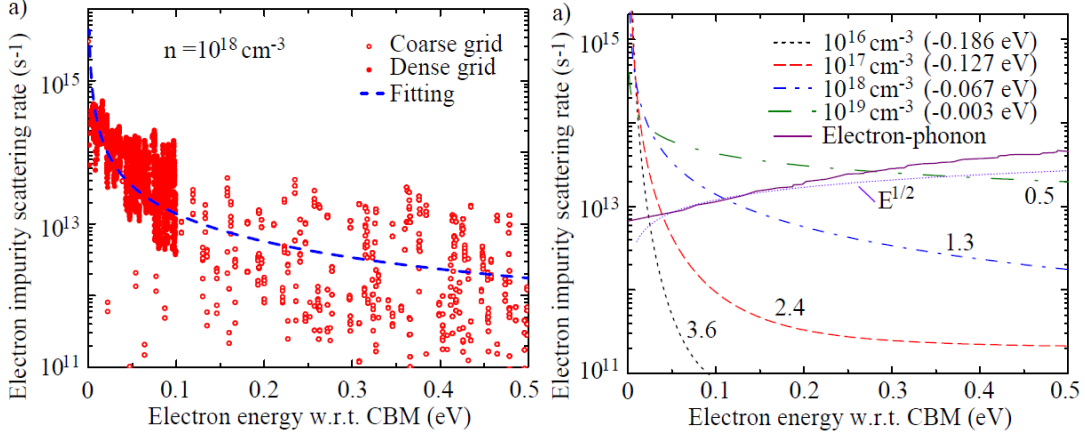 a)
n = 10^18 cm^-3
Coarse grid
Dense grid
Fitting
Electron impurity scattering rate (s^-1)
10^15
10^13
10^11
0
0.1
0.2
0.3
0.4
0.5
Electron energy w.r.t. CBM (eV)
a)
10^16 cm^-3 (-0.186 eV)
10^17 cm^-3 (-0.127 eV)
10^18 cm^-3 (-0.067 eV)
10^19 cm^-3 (-0.003 eV)
Electron-phonon
E^1/2
0.5
1.3
2.4
3.6
Electron impurity scattering rate (s^-1)
10^15
10^13
10^11
0
0.1
0.2
0.3
0.4
0.5
Electron energy w.r.t. CBM (eV)